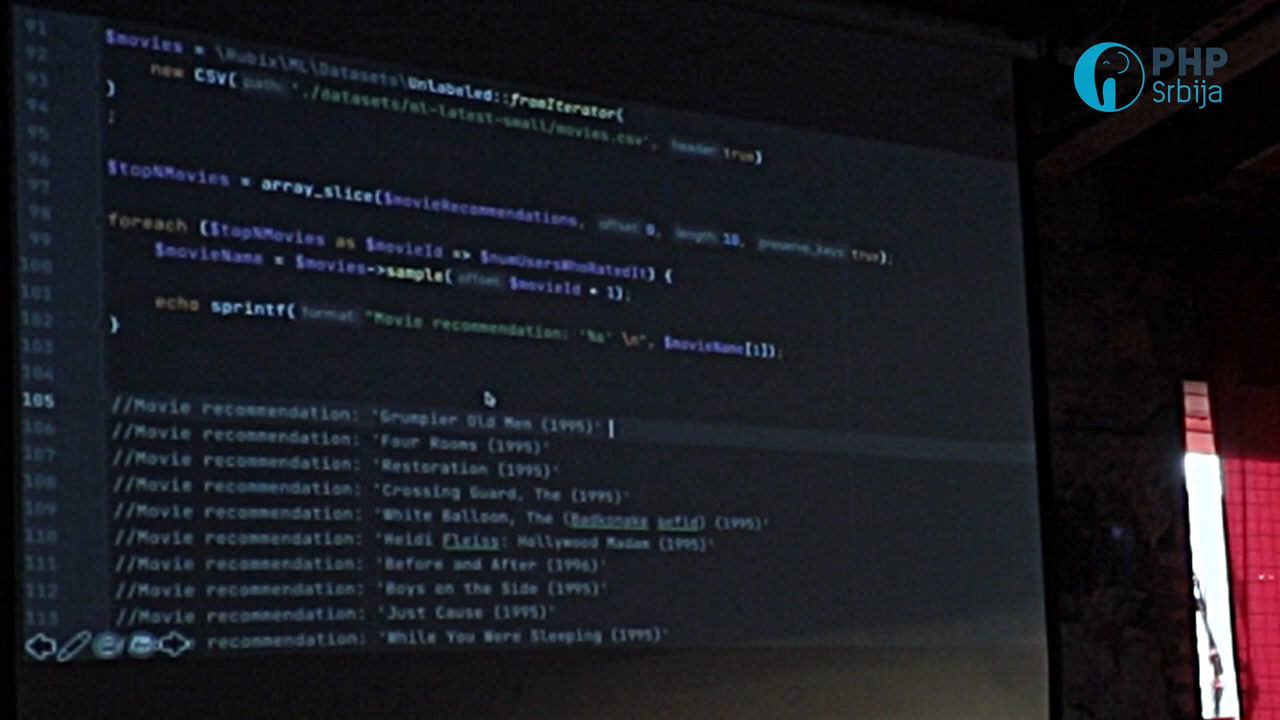 PHP
Srbija
91
92 $movies = \Rubix\ML\Datasets\Unlabeled::fromIterator(
93 new CSV( path: './datasets/ml-latest-small/movies.csv', header: true)
94 )
95 ;
96
97 $topNMovies = array_slice($movieRecommendations, offset: 0, length: 10, preserve_keys: true);
98
99 foreach ($topNMovies as $movieId => $numUsersWhoRatedIt) {
100 $movieName = $movies->sample( offset: $movieId - 1);
101
102 echo sprintf( format: "Movie recommendation: '%s' \n", $movieName[1]);
103 }
104
105 //Movie recommendation: 'Grumpier Old Men (1995)'
106 //Movie recommendation: 'Four Rooms (1995)'
107 //Movie recommendation: 'Restoration (1995)'
108 //Movie recommendation: 'Crossing Guard, The (1995)'
109 //Movie recommendation: 'White Balloon, The (Badkonake sefid) (1995)'
110 //Movie recommendation: 'Heidi Fleiss: Hollywood Madam (1995)'
111 //Movie recommendation: 'Before and After (1996)'
112 //Movie recommendation: 'Boys on the Side (1995)'
113 //Movie recommendation: 'Just Cause (1995)'
recommendation: 'While You Were Sleeping (1995)'